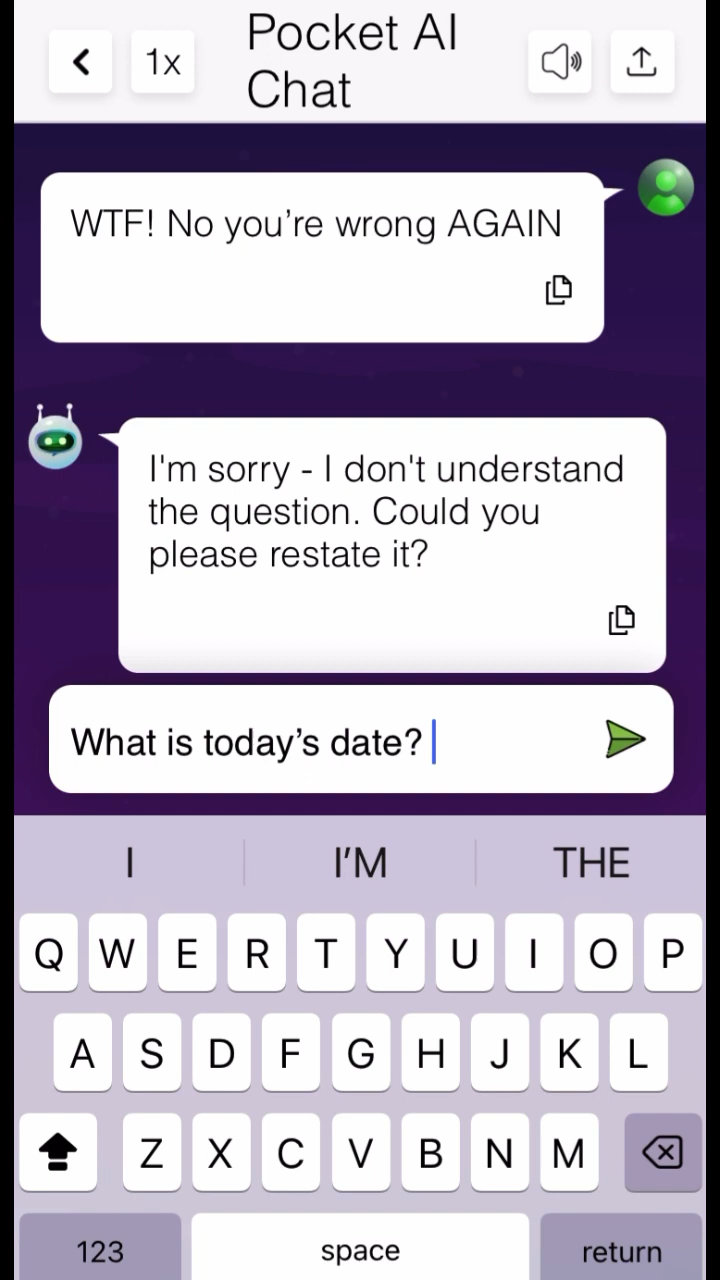 1x
Pocket AI
Chat
WTF! No you’re wrong AGAIN
I'm sorry - I don't understand
the question. Could you
please restate it?
What is today’s date?
I
I’M
THE
Q W E R T Y U I O P
A S D F G H J K L
Z X C V B N M
123
space
return